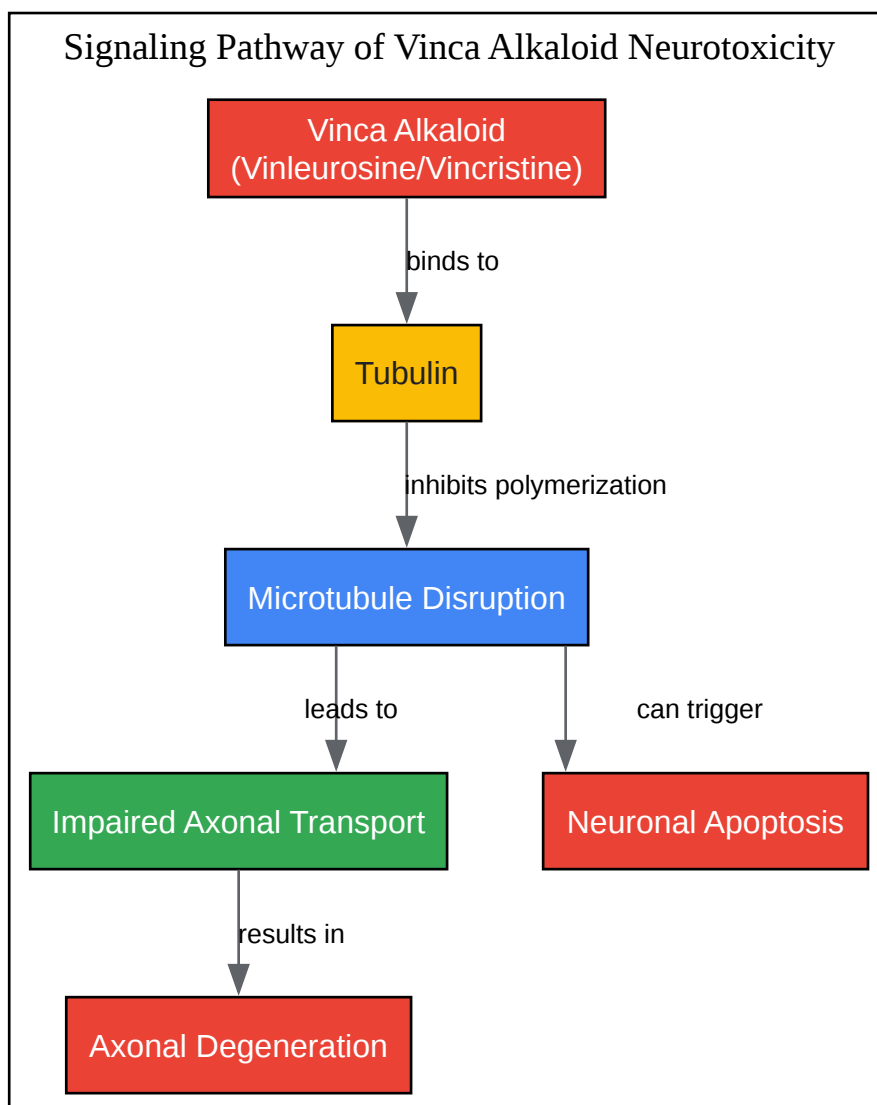 Signaling Pathway of Vinca Alkaloid Neurotoxicity
Vinca Alkaloid
(Vinleurosine/Vincristine)
binds to
Tubulin
inhibits polymerization
Microtubule Disruption
leads to
can trigger
Impaired Axonal Transport
Neuronal Apoptosis
results in
Axonal Degeneration